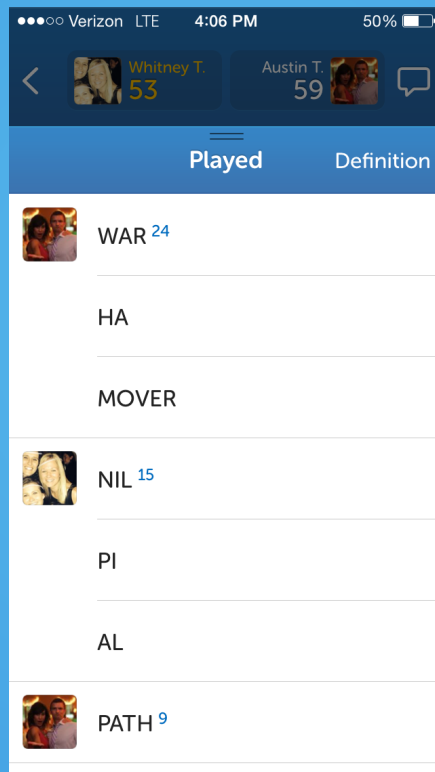 Verizon LTE 4:06 PM 50%
Whitney T. Austin T.
53 59
Played Definition
WAR 24
HA
MOVER
NIL 15
PI
AL
PATH 9